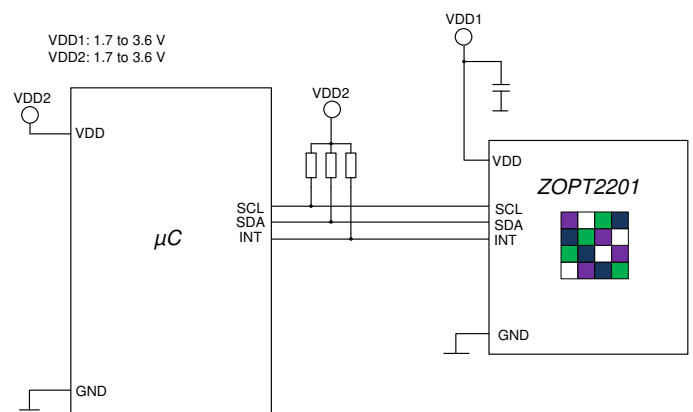 VDD1: 1.7 to 3.6 V
VDD2: 1.7 to 3.6 V
VDD1
VDD2
VDD2
VDD
VDD
ZOPT2201
SCL
SDA
INT
SCL
SDA
INT
µC
GND
GND